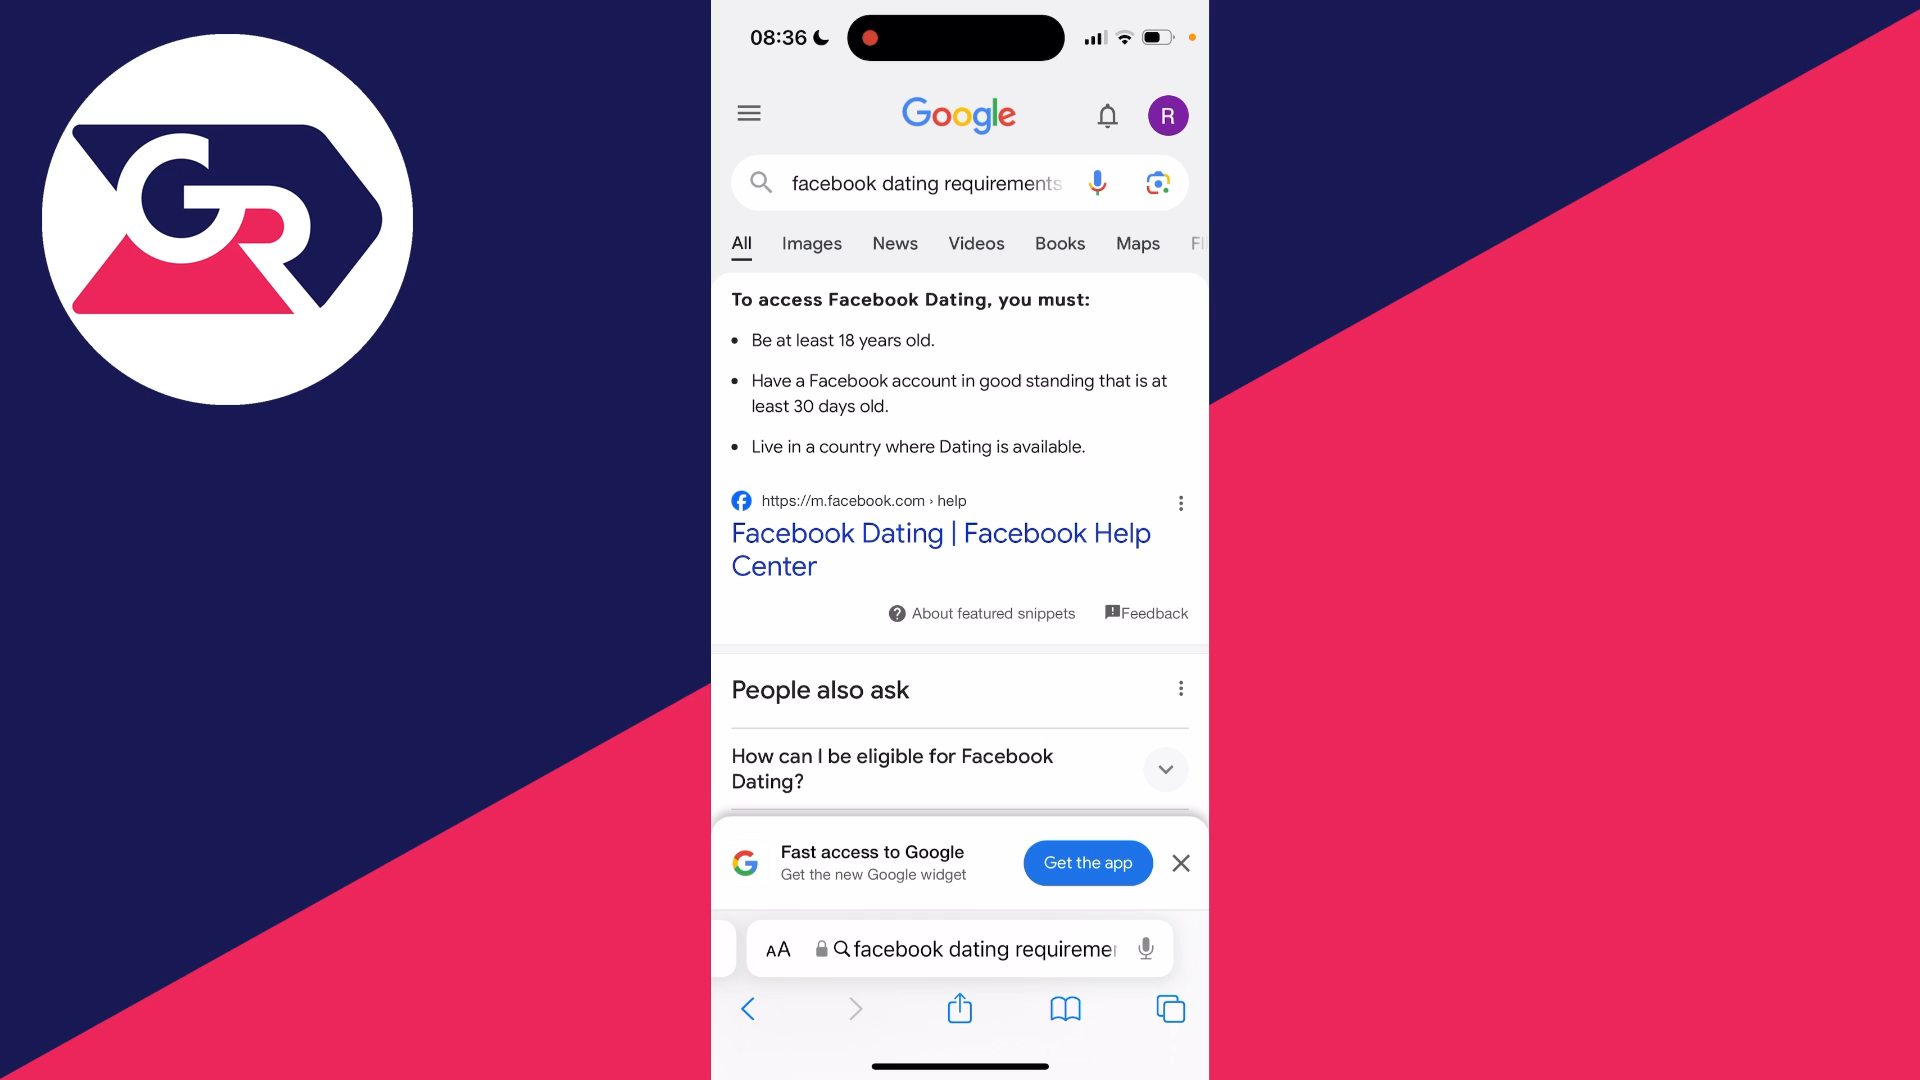 08:36
GR
Google
R
facebook dating requirements
All Images News Videos Books Maps
To access Facebook Dating, you must:
• Be at least 18 years old.
• Have a Facebook account in good standing that is at
least 30 days old.
• Live in a country where Dating is available.
https://m.facebook.com › help
Facebook Dating | Facebook Help
Center
About featured snippets Feedback
People also ask
How can I be eligible for Facebook
Dating?
Fast access to Google
Get the new Google widget
Get the app
AA facebook dating requiremen